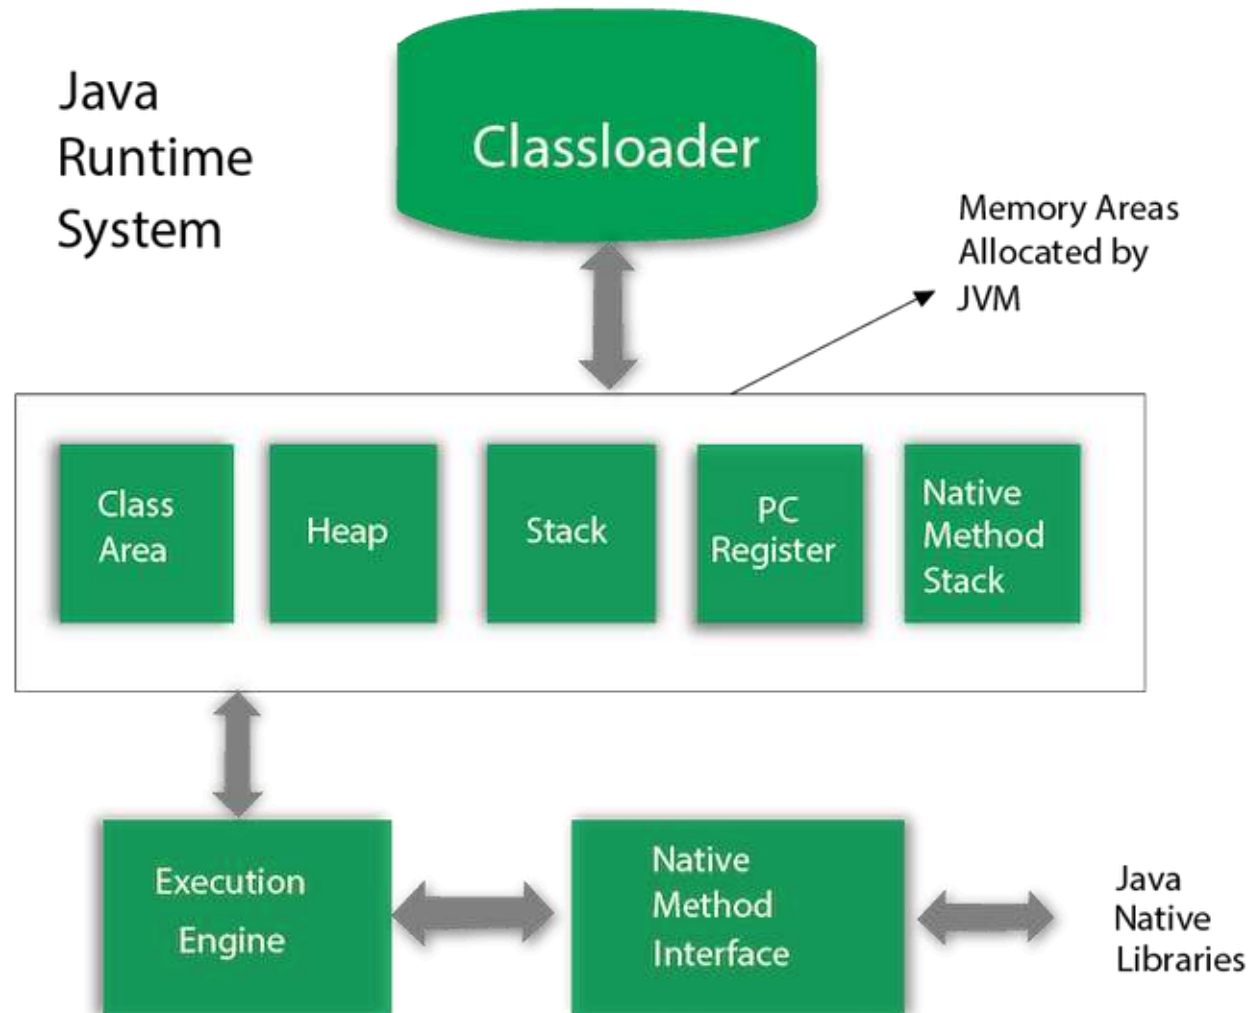 Java
Runtime
System
Classloader
Memory Areas
Allocated by
JVM
Class
Area
Heap
Stack
PC
Register
Native
Method
Stack
Execution
Engine
Native
Method
Interface
Java
Native
Libraries